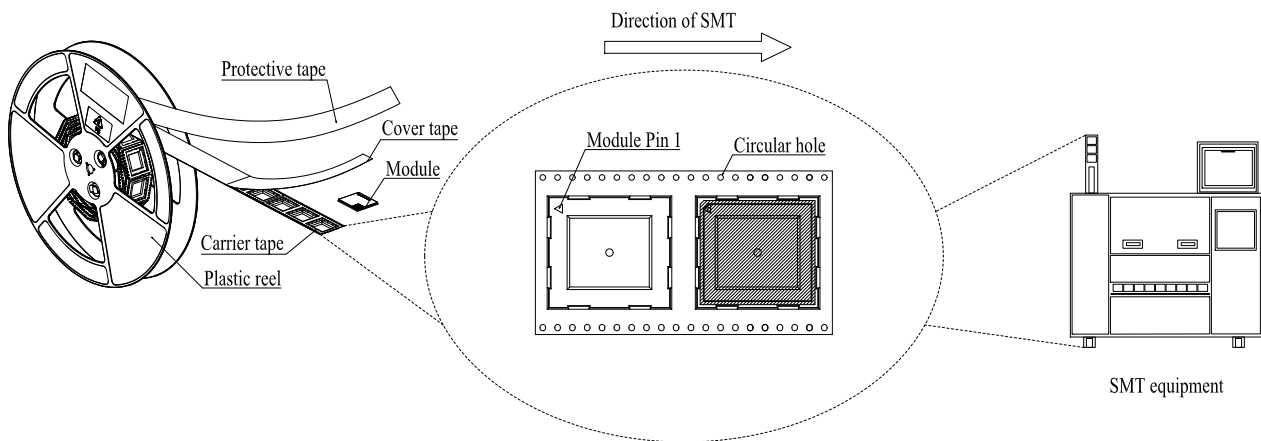 Direction of SMT
Protective tape
Cover tape
Module
Carrier tape
Plastic reel
Module Pin 1
Circular hole
SMT equipment